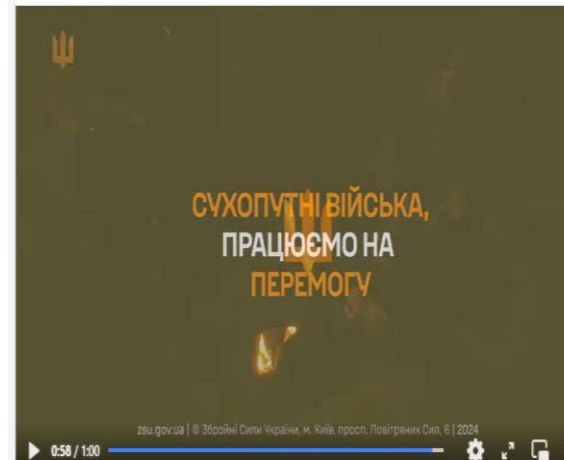 СУХОПУТНІ ВІЙСЬКА,
ПРАЦЮЄМО НА
ПЕРЕМОГУ
zsu.gov.ua | © Збройні Сили України, м. Київ, просп. Повітряних Сил, 6 | 2024
0:58 / 1:00